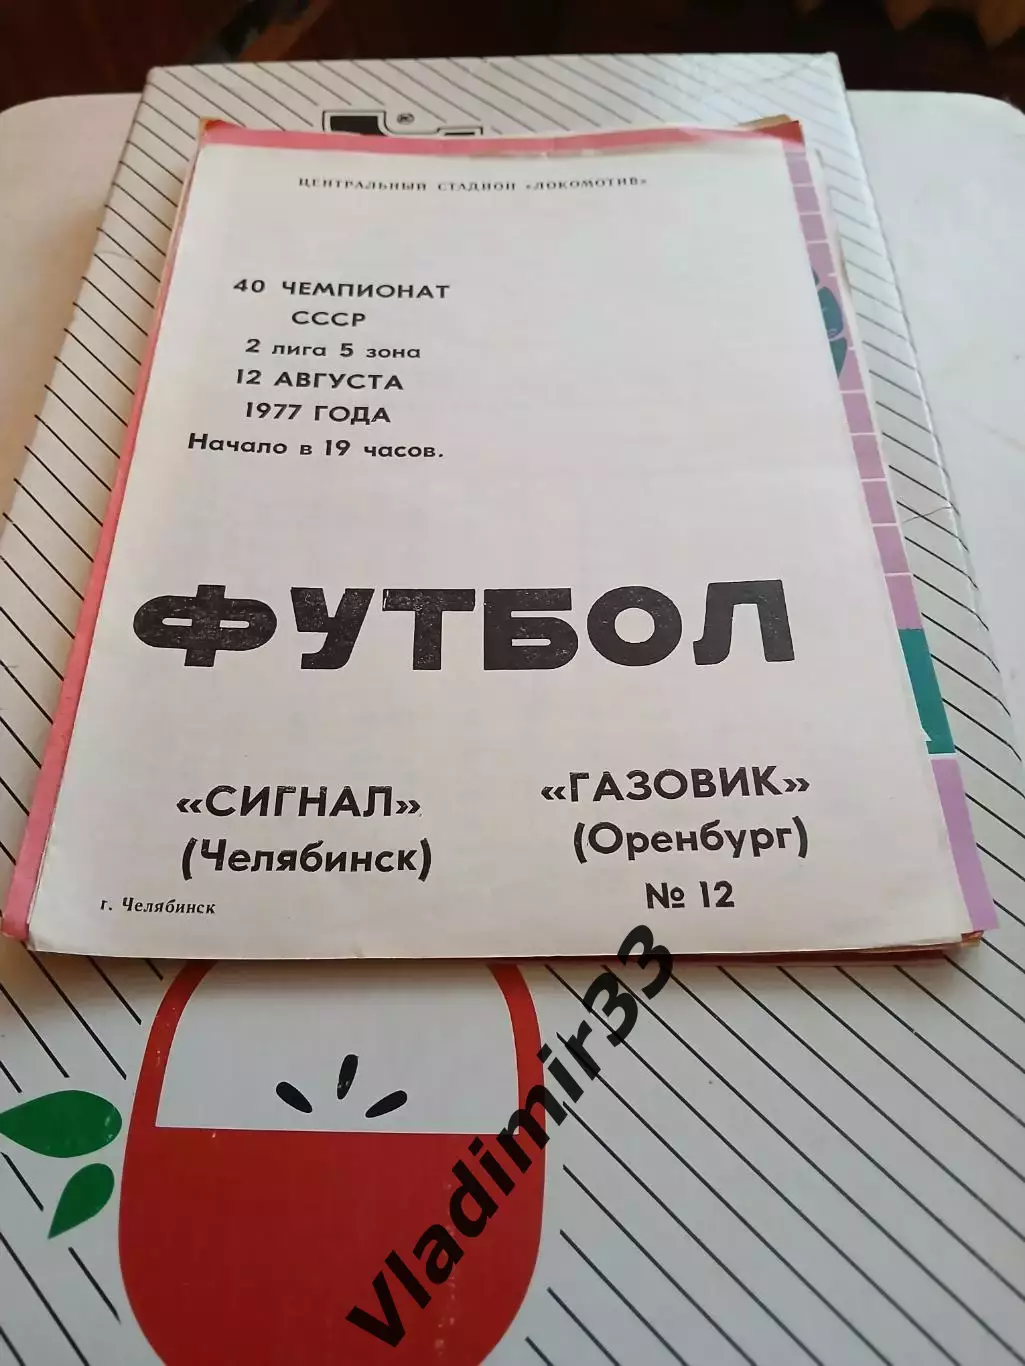 ЦЕНТРАЛЬНЫЙ СТАДИОН «ЛОКОМОТИВ»
40 ЧЕМПИОНАТ
СССР
2 лига 5 зона
12 АВГУСТА
1977 ГОДА
Начало в 19 часов.
ФУТБОЛ
«СИГНАЛ»
(Челябинск)
«ГАЗОВИК»
(Оренбург)
№ 12
г. Челябинск
Vladimir33